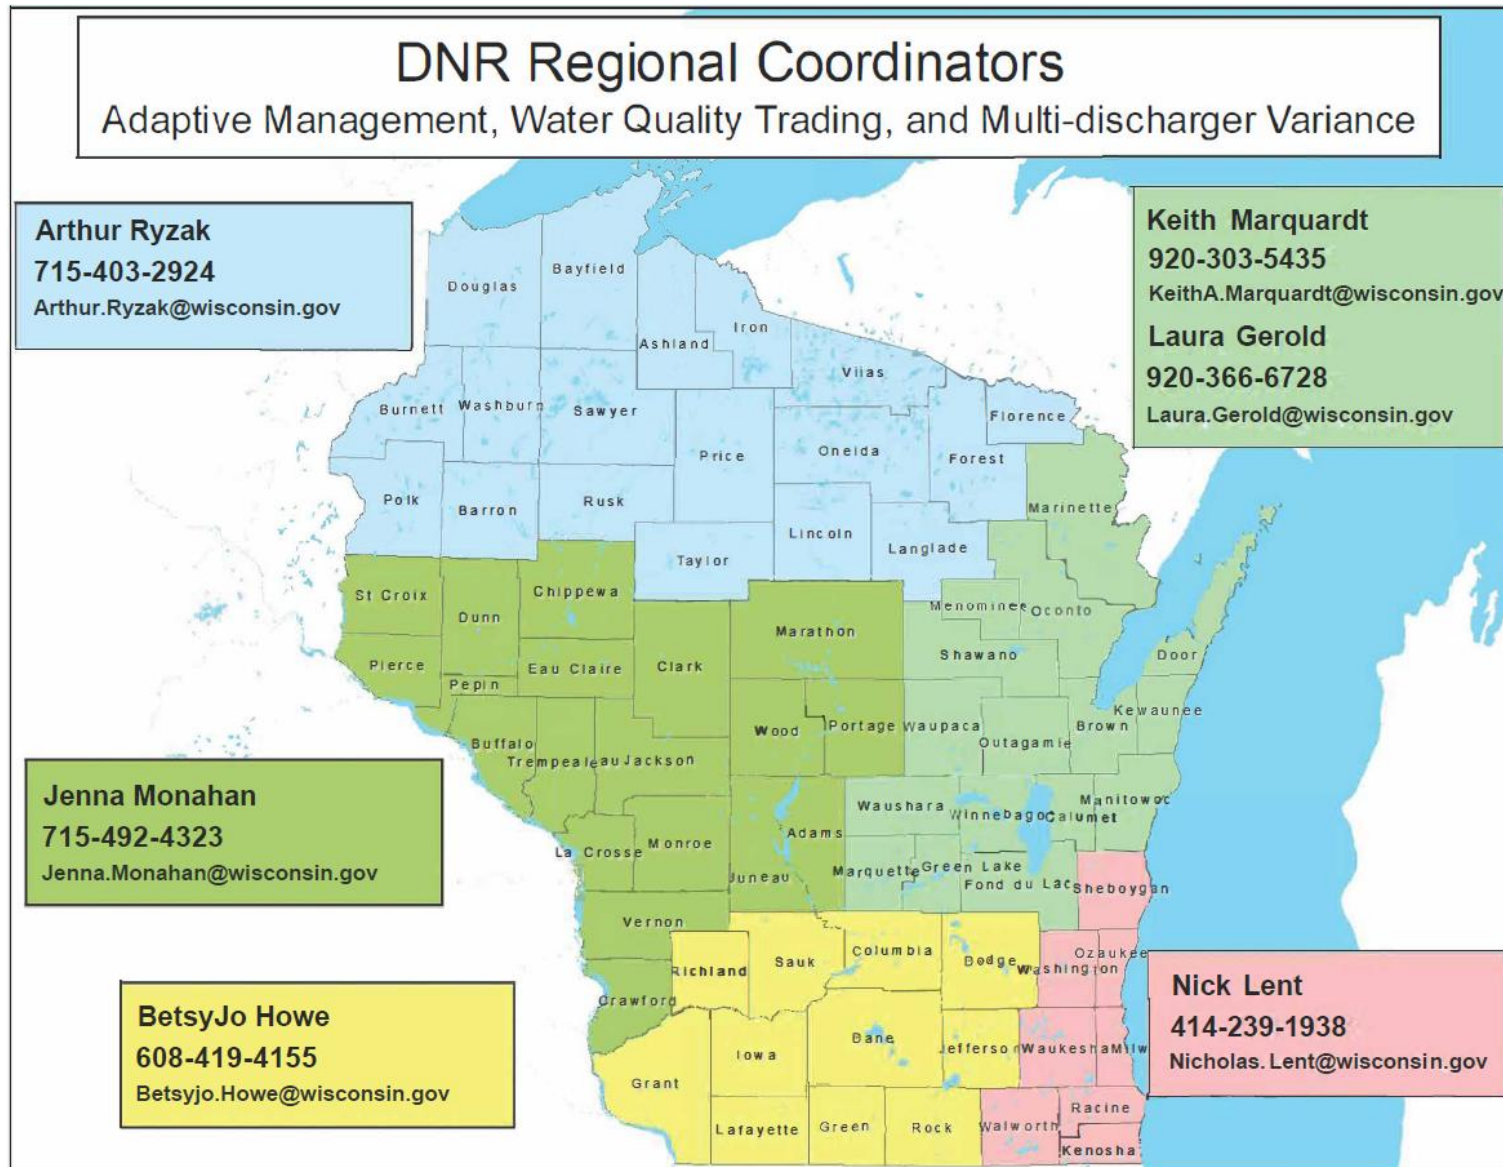 DNR Regional Coordinators
Adaptive Management, Water Quality Trading, and Multi-discharger Variance
Arthur Ryzak
715-403-2924
Arthur.Ryzak@wisconsin.gov
Keith Marquardt
920-303-5435
KeithA.Marquardt@wisconsin.gov
Laura Gerold
920-366-6728
Laura.Gerold@wisconsin.gov
Jenna Monahan
715-492-4323
Jenna.Monahan@wisconsin.gov
BetsyJo Howe
608-419-4155
Betsyjo.Howe@wisconsin.gov
Nick Lent
414-239-1938
Nicholas.Lent@wisconsin.gov
Douglas
Bayfield
Ashland
Iron
Vilas
Burnett
Washburn
Sawyer
Price
Oneida
Forest
Florence
Polk
Barron
Rusk
Taylor
Lincoln
Langlade
Marinette
St Croix
Dunn
Chippewa
Pierce
Pepin
Eau Claire
Clark
Marathon
Menominee
Oconto
Shawano
Door
Buffalo
Trempealeau
Jackson
Wood
Portage
Waupaca
Outagamie
Brown
Kewaunee
La Crosse
Monroe
Juneau
Adams
Waushara
Winnebago
Calumet
Manitowoc
Marquette
Green Lake
Fond du Lac
Sheboygan
Vernon
Crawford
Richland
Sauk
Columbia
Dodge
Washington
Ozaukee
Grant
Iowa
Dane
Jefferson
Waukesha
Milw
Lafayette
Green
Rock
Walworth
Racine
Kenosha